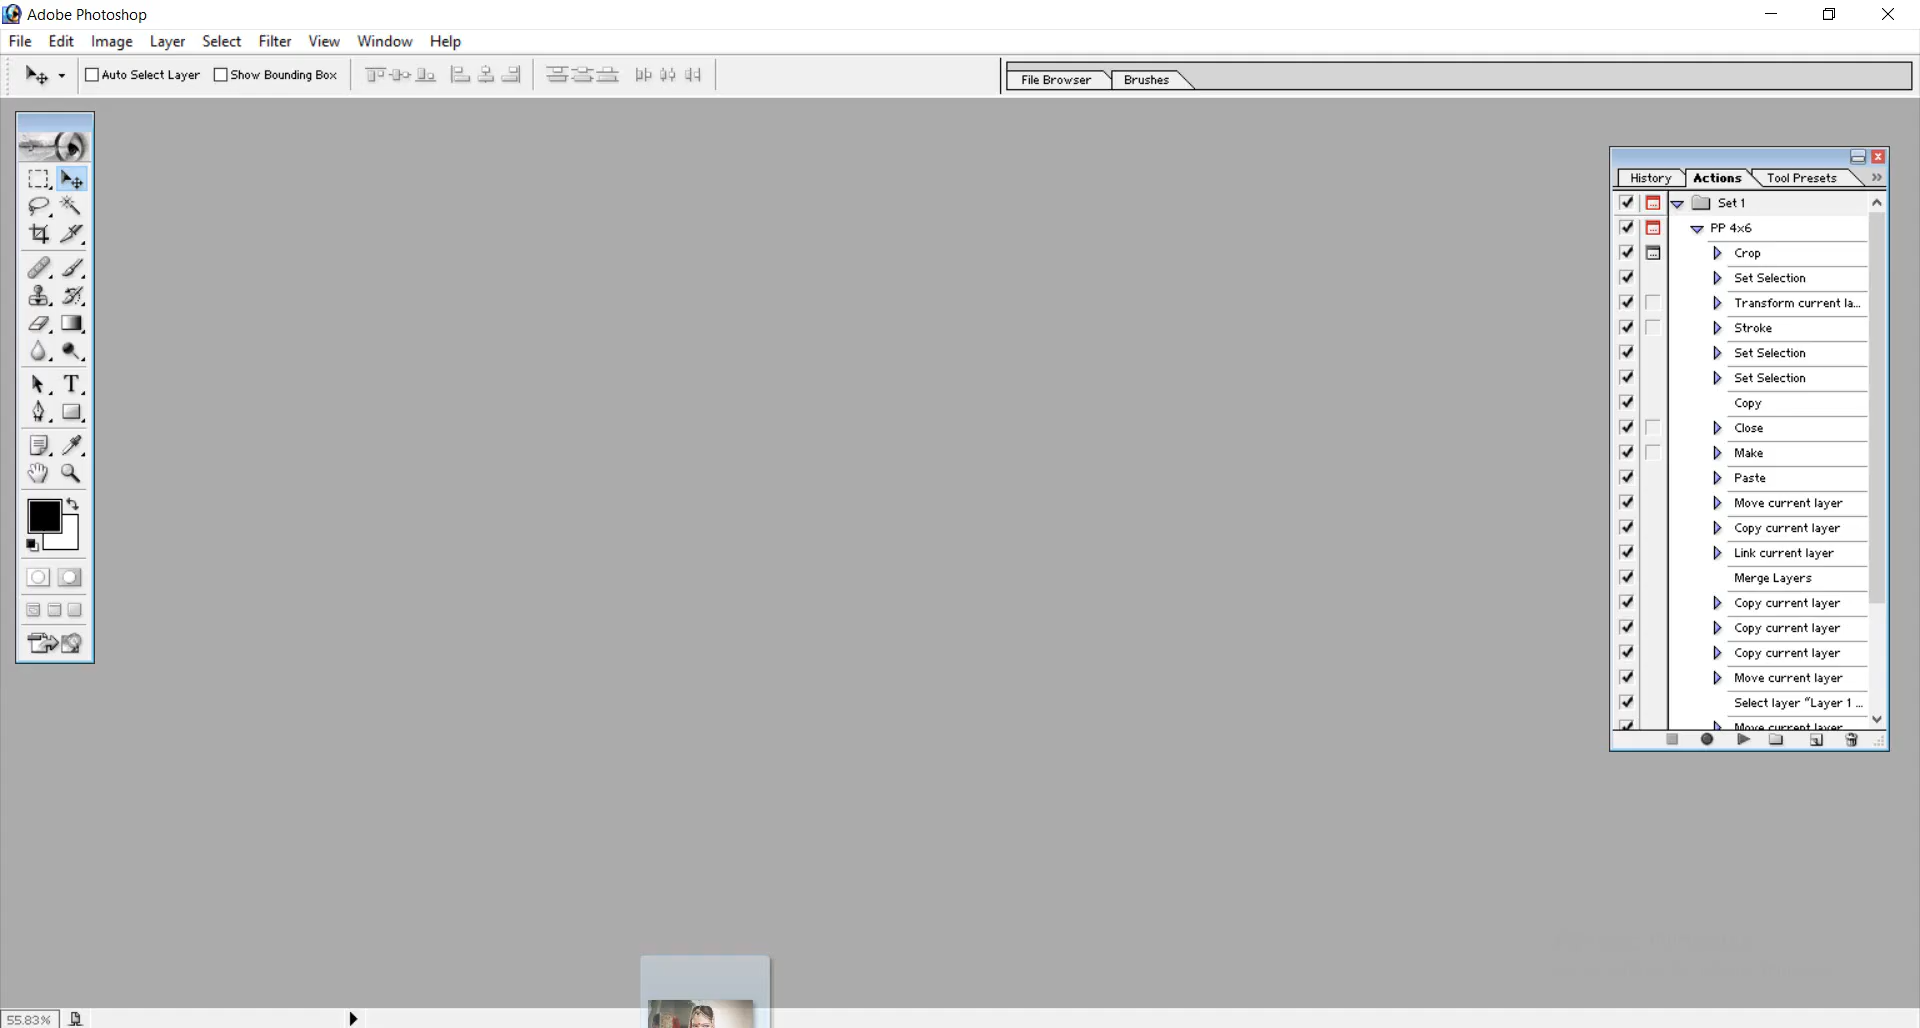 Adobe Photoshop
File Edit Image Layer Select Filter View Window Help
Auto Select Layer Show Bounding Box
File Browser Brushes
History Actions Tool Presets
Set 1
PP 4x6
Crop
Set Selection
Transform current la...
Stroke
Set Selection
Set Selection
Copy
Close
Make
Paste
Move current layer
Copy current layer
Link current layer
Merge Layers
Copy current layer
Copy current layer
Copy current layer
Move current layer
Select layer “Layer 1 ...
Move current layer
55.83%